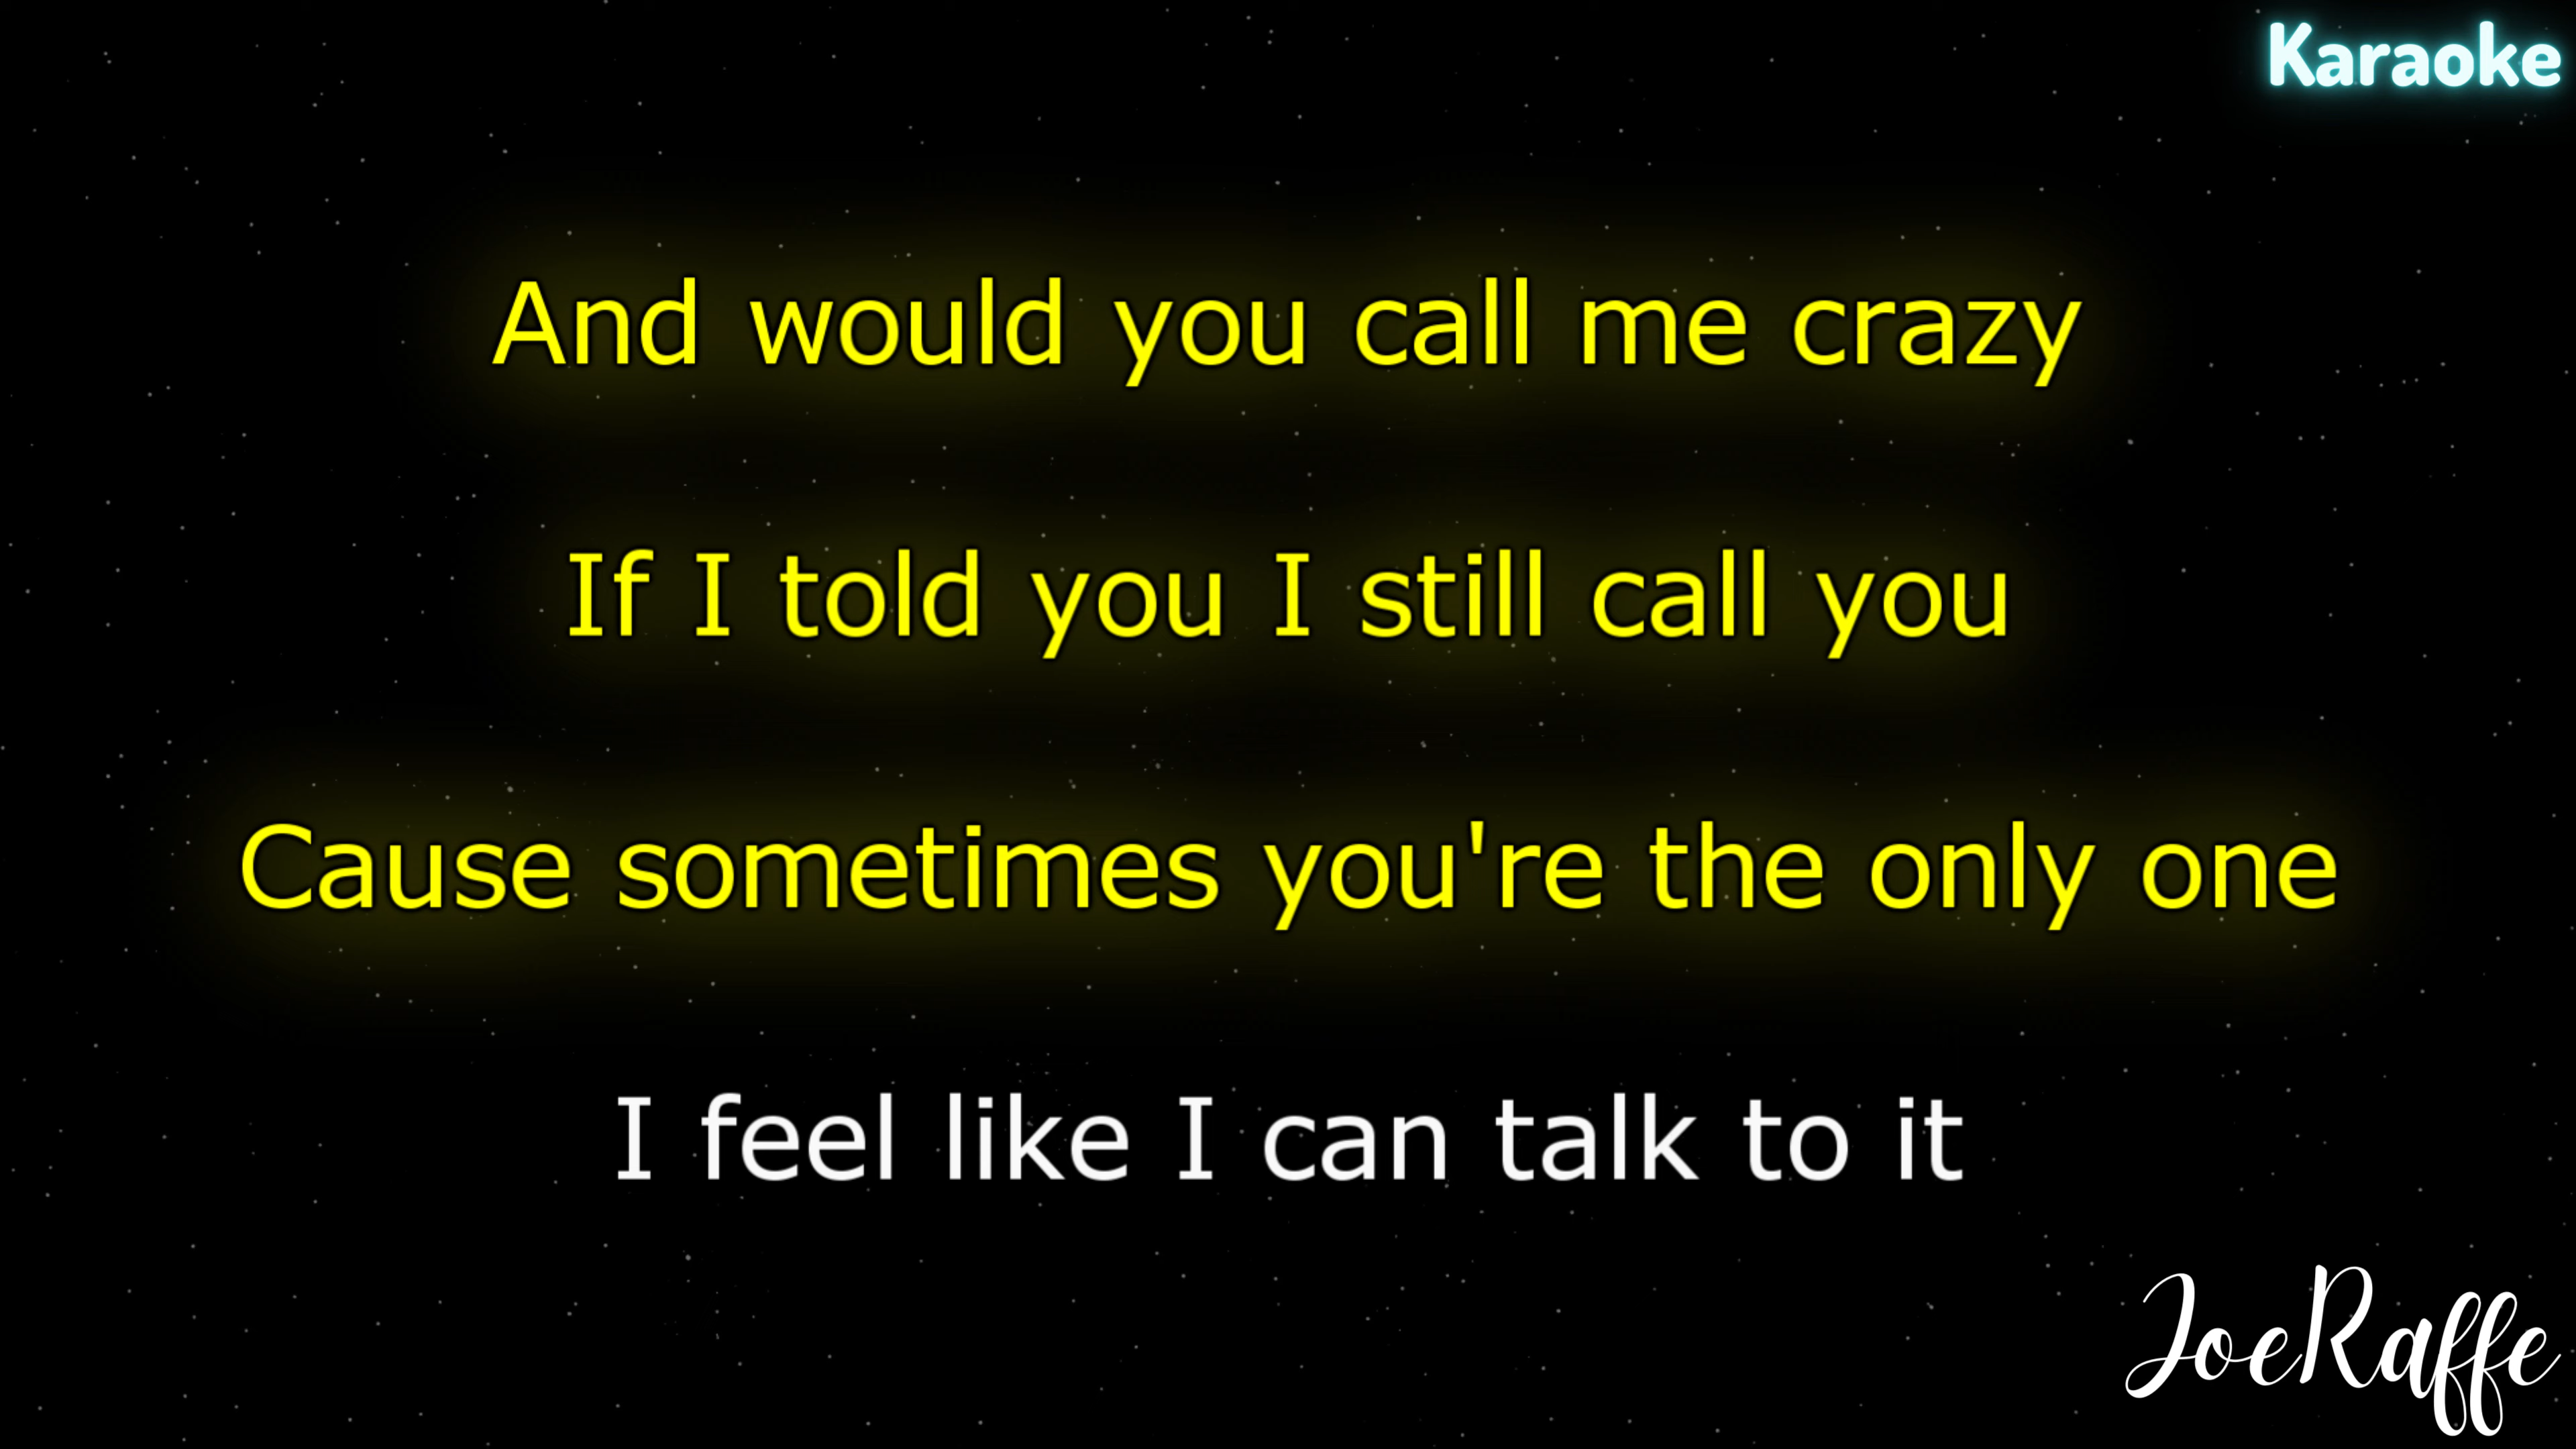 Karaoke
And would you call me crazy
If I told you I still call you
Cause sometimes you're the only one
I feel like I can talk to it
JoeRaffe